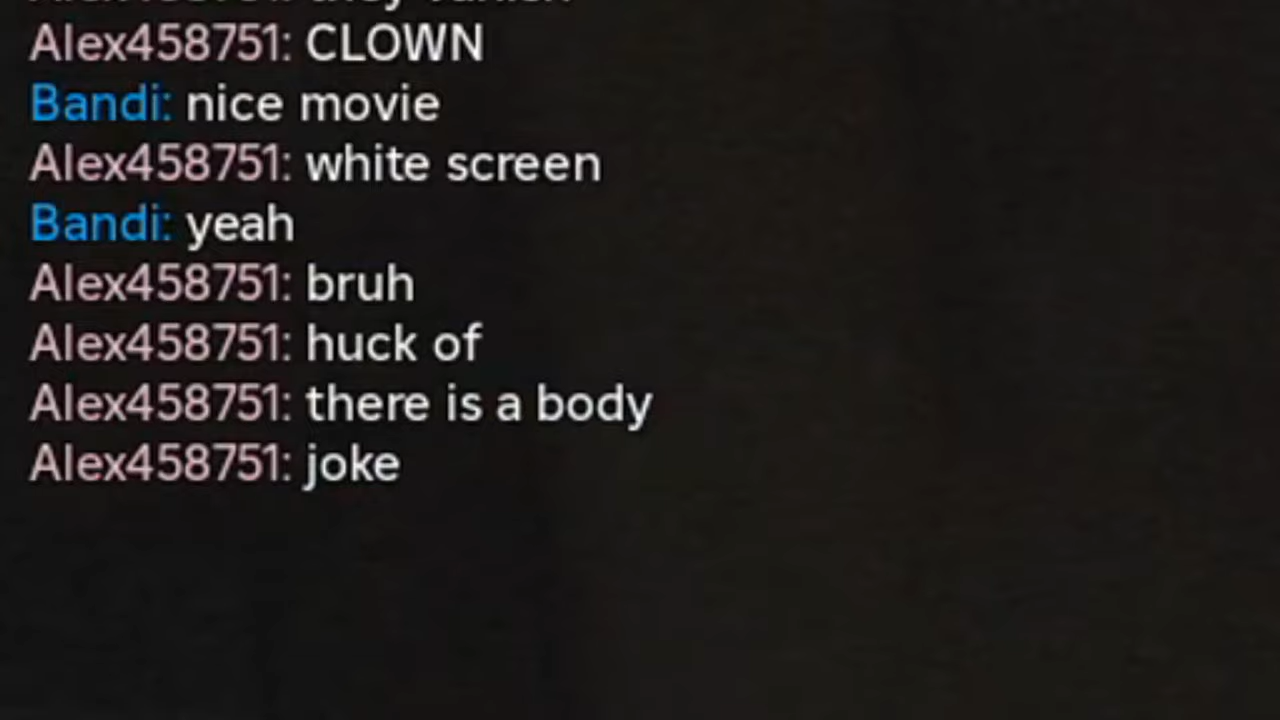 Alex458751: CLOWN
Bandi: nice movie
Alex458751: white screen
Bandi: yeah
Alex458751: bruh
Alex458751: huck of
Alex458751: there is a body
Alex458751: joke